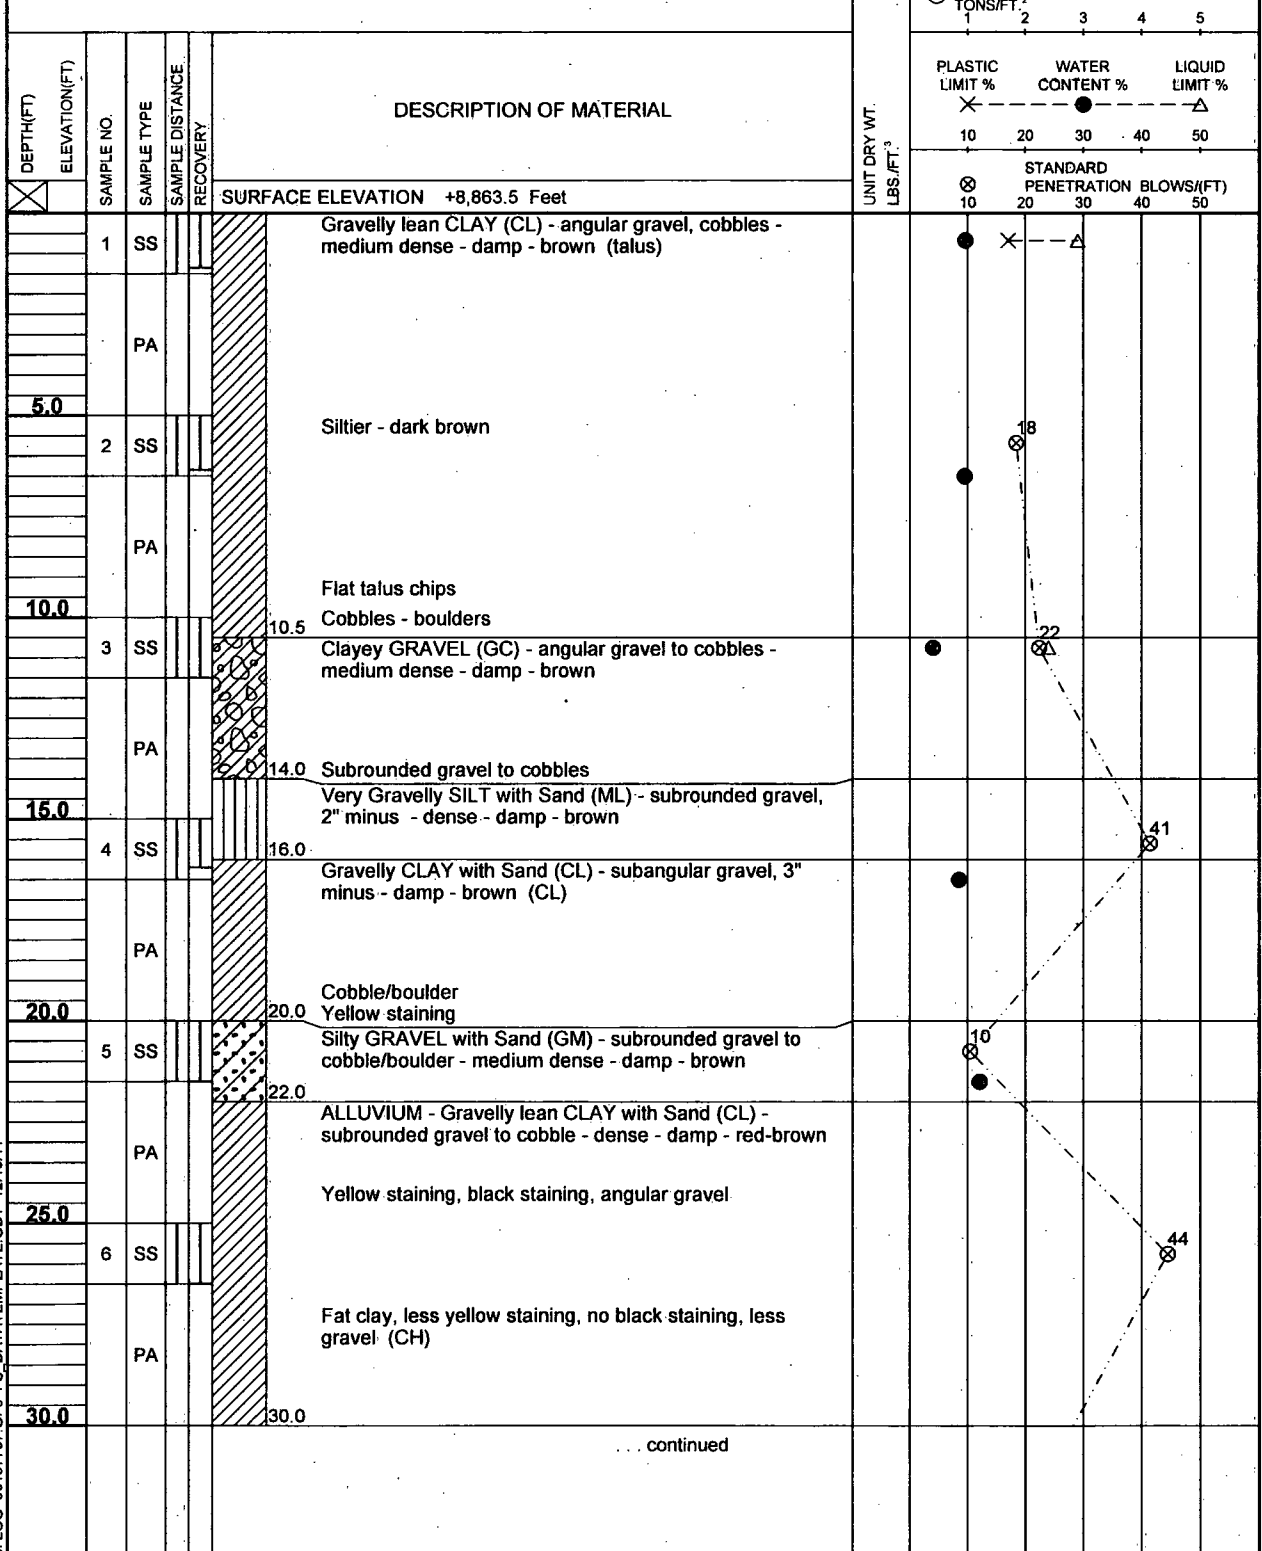 TONS/FT.²
1 2 3 4 5
DEPTH(FT)
ELEVATION(FT)
SAMPLE NO.
SAMPLE TYPE
SAMPLE DISTANCE
RECOVERY
DESCRIPTION OF MATERIAL
UNIT DRY WT.
LBS./FT.³
PLASTIC WATER LIQUID
LIMIT % CONTENT % LIMIT %
10 20 30 40 50
STANDARD
PENETRATION BLOWS/(FT)
10 20 30 40 50
SURFACE ELEVATION +8,863.5 Feet
Gravelly lean CLAY (CL) - angular gravel, cobbles -
1 SS medium dense - damp - brown (talus)
PA
5.0
Siltier - dark brown
18
2 SS
PA
Flat talus chips
10.0
Cobbles - boulders
10.5
22
3 SS Clayey GRAVEL (GC) - angular gravel to cobbles -
medium dense - damp - brown
PA
14.0 Subrounded gravel to cobbles
Very Gravelly SILT with Sand (ML) - subrounded gravel,
15.0
2" minus - dense - damp - brown
41
4 SS
16.0
Gravelly CLAY with Sand (CL) - subangular gravel, 3"
minus - damp - brown (CL)
PA
Cobble/boulder
20.0 20.0 Yellow staining
Silty GRAVEL with Sand (GM) - subrounded gravel to
10
5 SS cobble/boulder - medium dense - damp - brown
22.0
ALLUVIUM - Gravelly lean CLAY with Sand (CL) -
subrounded gravel to cobble - dense - damp - red-brown
PA
Yellow staining, black staining, angular gravel
25.0
44
6 SS
Fat clay, less yellow staining, no black staining, less
gravel (CH)
PA
30.0 30.0
... continued